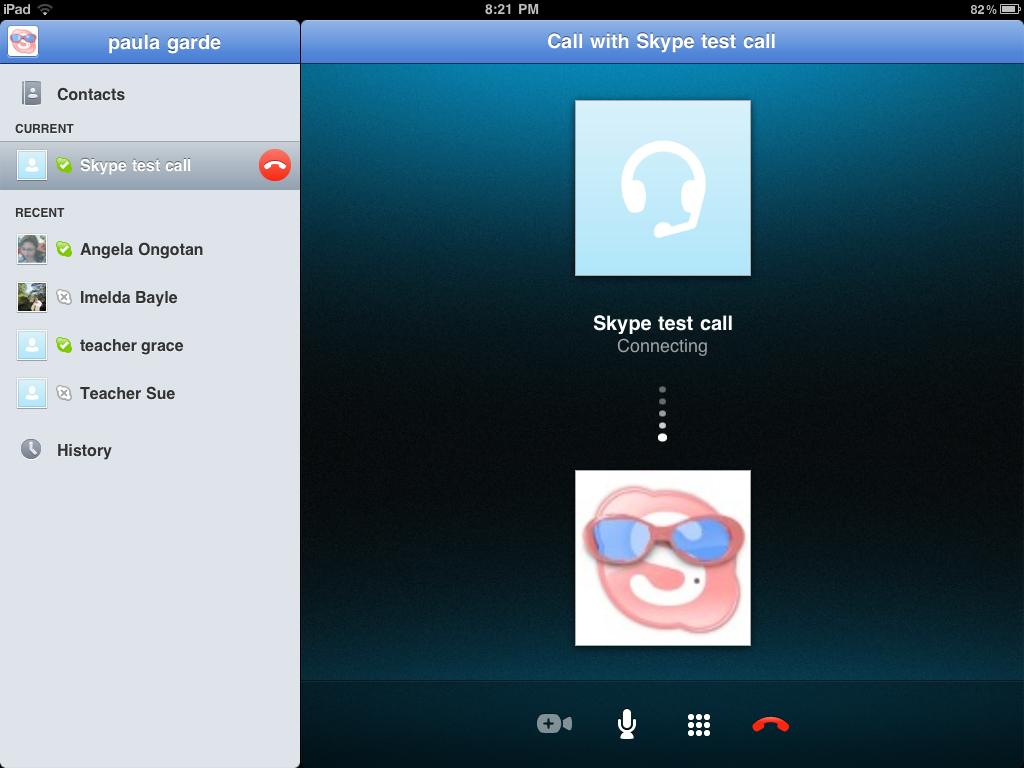 iPad 8:21 PM 82%
paula garde
Contacts
CURRENT
Skype test call
RECENT
Angela Ongotan
Imelda Bayle
teacher grace
Teacher Sue
History
Call with Skype test call
Skype test call
Connecting